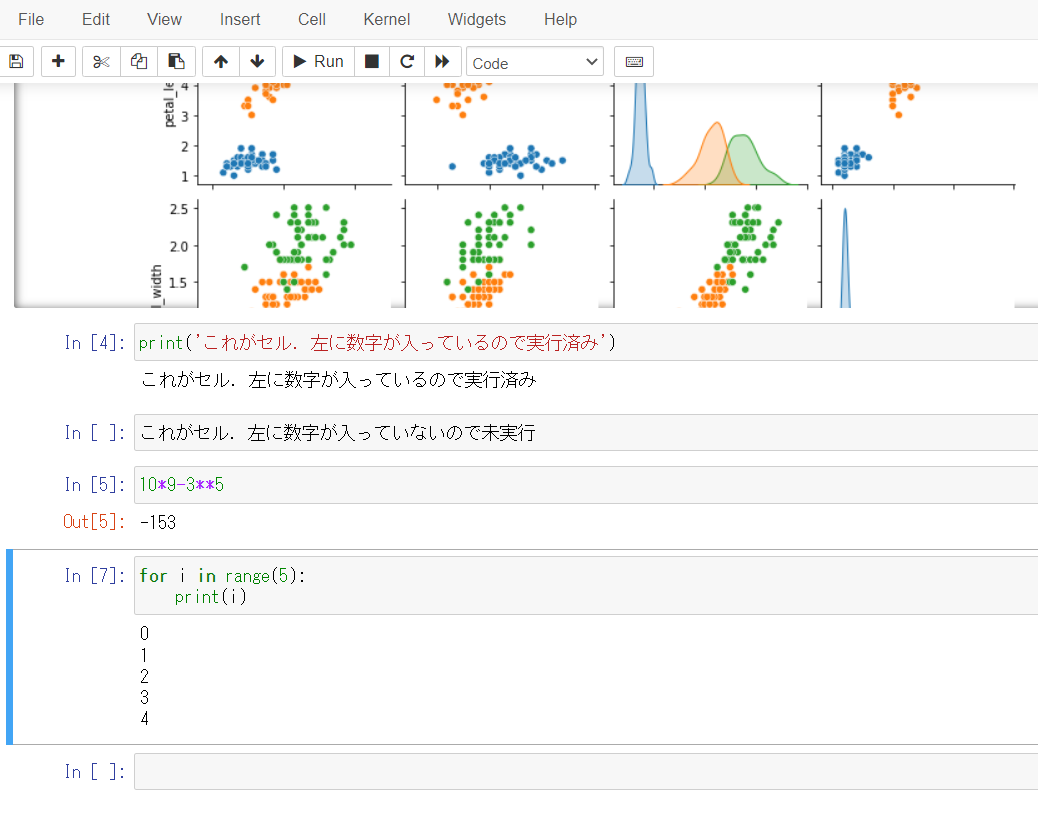 File Edit View Insert Cell Kernel Widgets Help
Run Code
petal_le
4
3
2
1
2.5
2.0
1.5
_width
In [4]: print('これがセル．左に数字が入っているので実行済み')
これがセル．左に数字が入っているので実行済み
In [ ]: これがセル．左に数字が入っていないので未実行
In [5]: 10*9-3**5
Out[5]: -153
In [7]: for i in range(5):
print(i)
0
1
2
3
4
In [ ]: